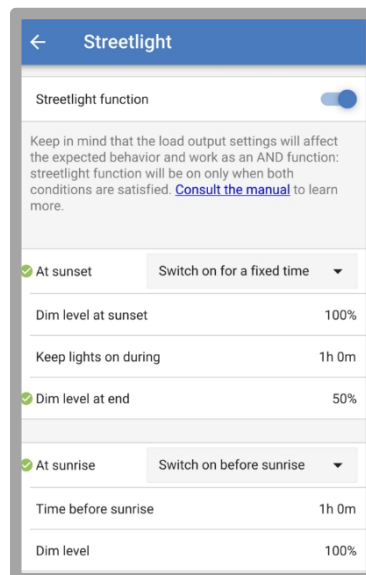 Streetlight
Streetlight function
Keep in mind that the load output settings will affect
the expected behavior and work as an AND function:
streetlight function will be on only when both
conditions are satisfied. Consult the manual to learn
more.
At sunset Switch on for a fixed time
Dim level at sunset 100%
Keep lights on during 1h 0m
Dim level at end 50%
At sunrise Switch on before sunrise
Time before sunrise 1h 0m
Dim level 100%